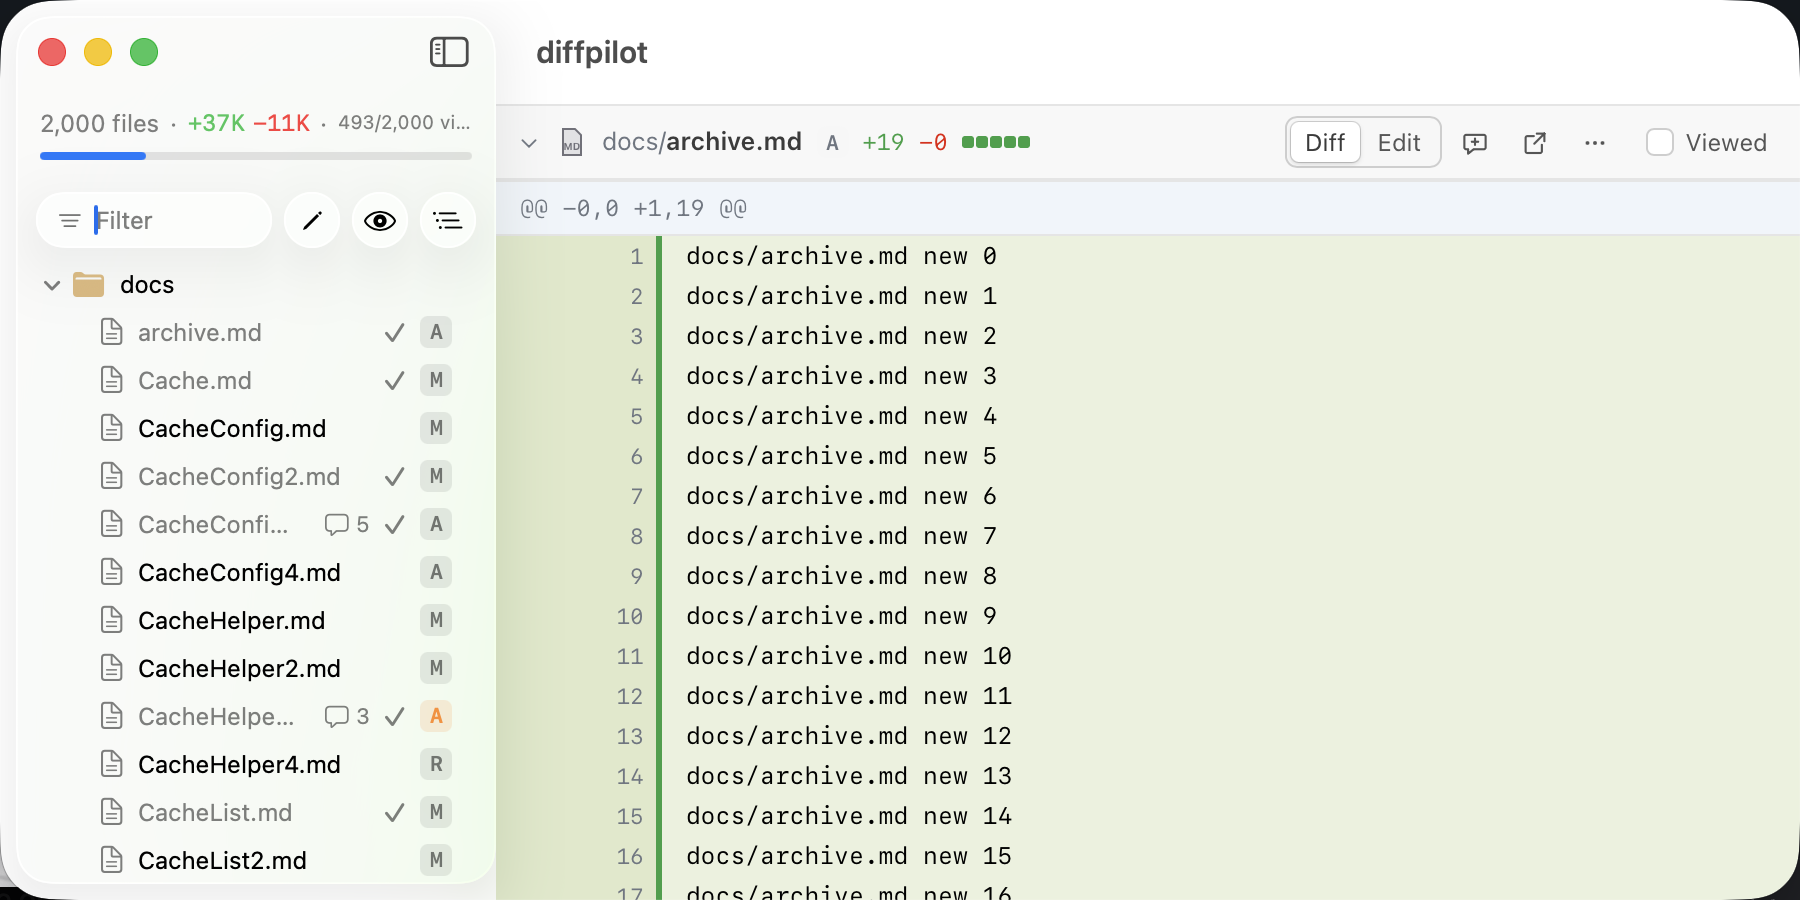 2,000 files · +37K −11K · 493/2,000 vi...
Filter
docs
archive.md A
Cache.md M
CacheConfig.md M
CacheConfig2.md M
CacheConfi... 5 A
CacheConfig4.md A
CacheHelper.md M
CacheHelper2.md M
CacheHelpe... 3 A
CacheHelper4.md R
CacheList.md M
CacheList2.md M
diffpilot
MD docs/archive.md A +19 −0 Diff Edit Viewed
@@ −0,0 +1,19 @@
1 docs/archive.md new 0
2 docs/archive.md new 1
3 docs/archive.md new 2
4 docs/archive.md new 3
5 docs/archive.md new 4
6 docs/archive.md new 5
7 docs/archive.md new 6
8 docs/archive.md new 7
9 docs/archive.md new 8
10 docs/archive.md new 9
11 docs/archive.md new 10
12 docs/archive.md new 11
13 docs/archive.md new 12
14 docs/archive.md new 13
15 docs/archive.md new 14
16 docs/archive.md new 15
17 docs/archive.md new 16